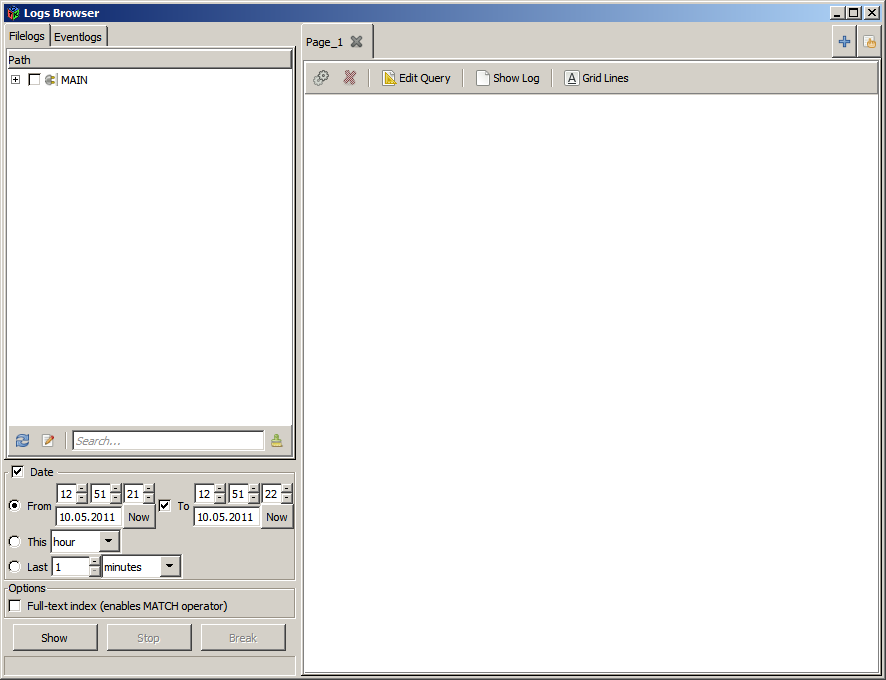 Logs Browser
Filelogs Eventlogs
Path
MAIN
Search...
Date
From 12 51 21 To 12 51 22
10.05.2011 Now 10.05.2011 Now
This hour
Last 1 minutes
Options
Full-text index (enables MATCH operator)
Show Stop Break
Page_1
Edit Query Show Log A Grid Lines